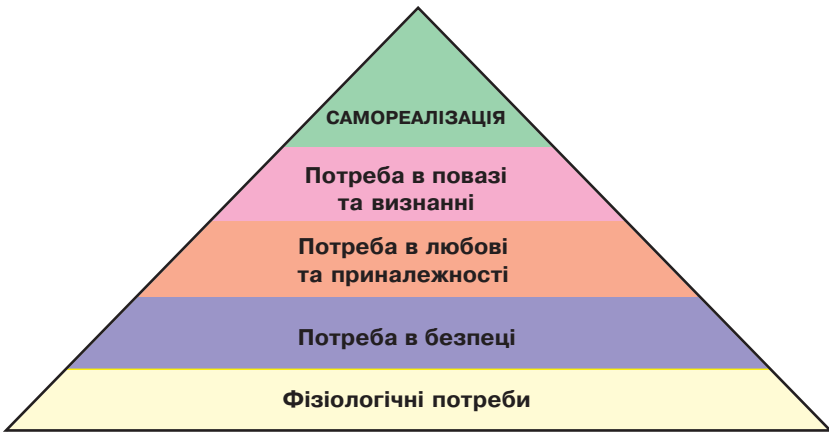 САМОРЕАЛІЗАЦІЯ
Потреба в повазі
та визнанні
Потреба в любові
та приналежності
Потреба в безпеці
Фізіологічні потреби